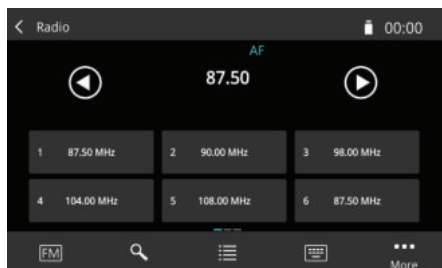 Radio 00:00
AF
87.50
1 87.50 MHz 2 90.00 MHz 3 98.00 MHz
4 104.00 MHz 5 108.00 MHz 6 87.50 MHz
FM More